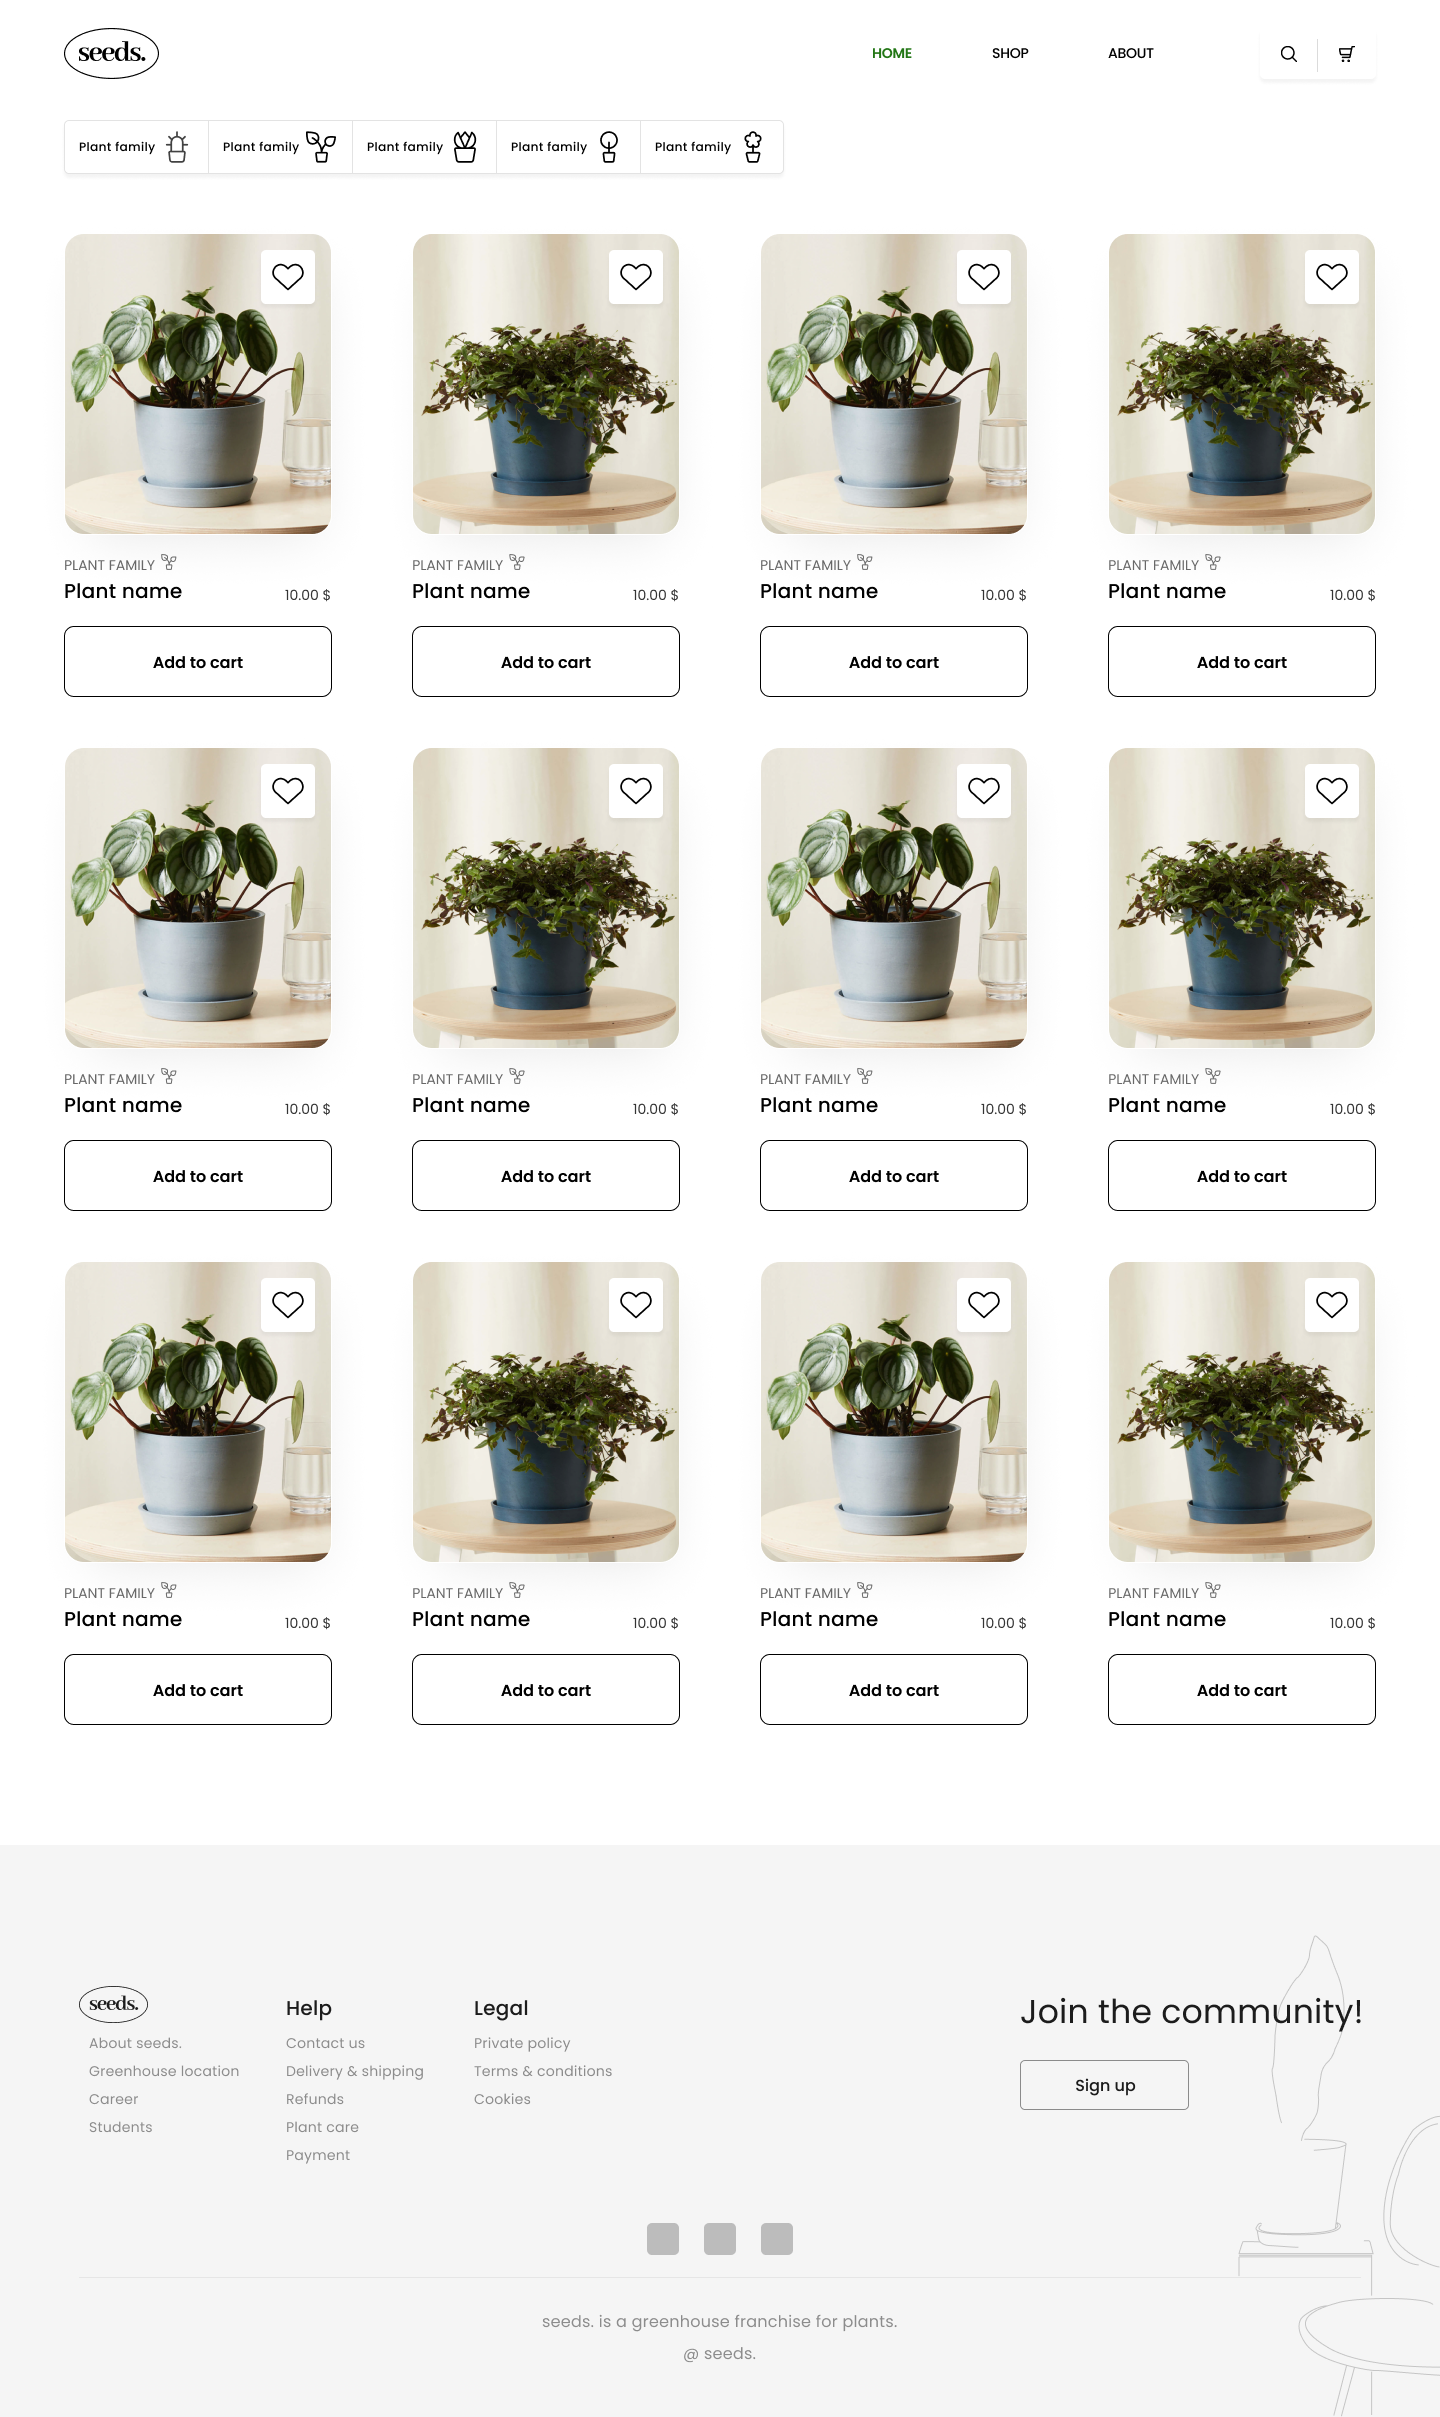 seeds.
HOME SHOP ABOUT
Plant family Plant family Plant family Plant family Plant family
PLANT FAMILY PLANT FAMILY PLANT FAMILY PLANT FAMILY
Plant name 10.00 $ Plant name 10.00 $ Plant name 10.00 $ Plant name 10.00 $
Add to cart Add to cart Add to cart Add to cart
PLANT FAMILY PLANT FAMILY PLANT FAMILY PLANT FAMILY
Plant name 10.00 $ Plant name 10.00 $ Plant name 10.00 $ Plant name 10.00 $
Add to cart Add to cart Add to cart Add to cart
PLANT FAMILY PLANT FAMILY PLANT FAMILY PLANT FAMILY
Plant name 10.00 $ Plant name 10.00 $ Plant name 10.00 $ Plant name 10.00 $
Add to cart Add to cart Add to cart Add to cart
seeds.
About seeds.
Greenhouse location
Career
Students
Help
Contact us
Delivery & shipping
Refunds
Plant care
Payment
Legal
Private policy
Terms & conditions
Cookies
Join the community!
Sign up
seeds. is a greenhouse franchise for plants.
@ seeds.